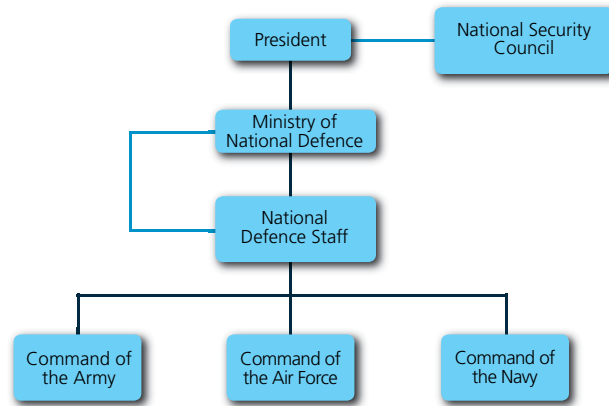 President
National Security
Council
Ministry of
National Defence
National
Defence Staff
Command of
the Army
Command of
the Air Force
Command of
the Navy